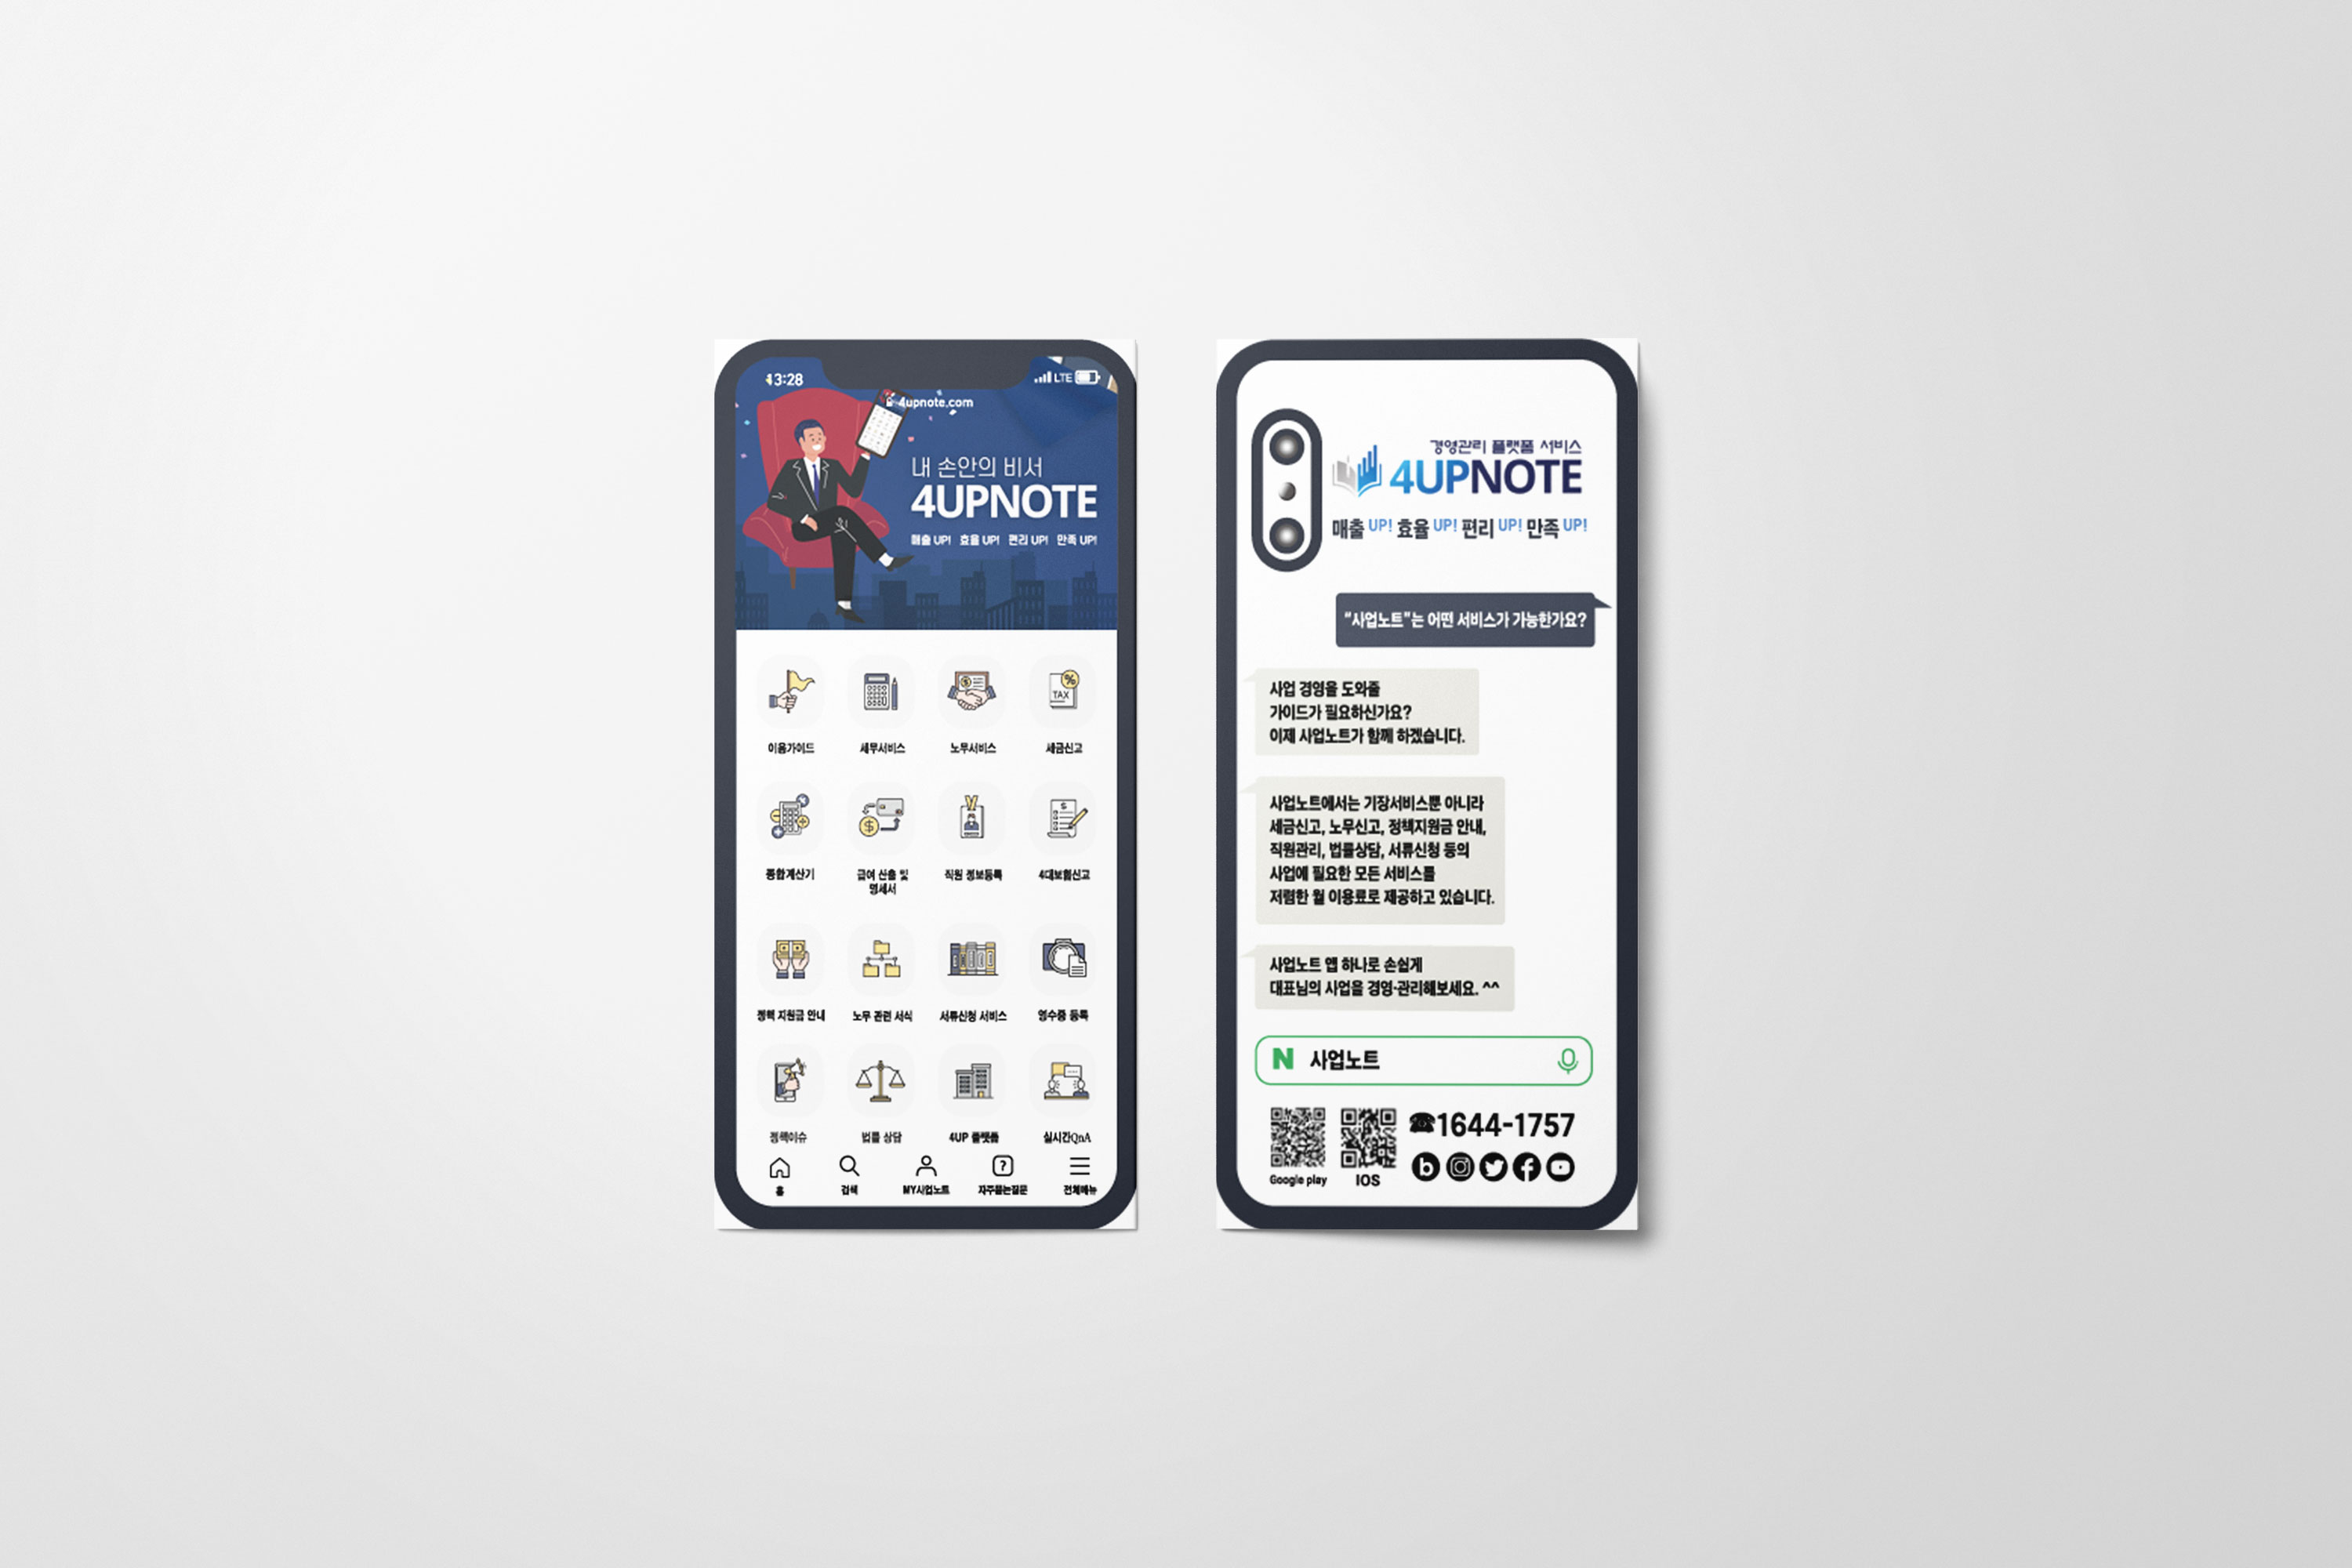 3:28
LTE
4upnote.com
내 손안의 비서
4UPNOTE
매출 UP! 효율 UP! 편리 UP! 만족 UP!
TAX
이용가이드 세무서비스 노무서비스 세금신고
종합계산기 급여 산출 및 직원 정보등록 4대보험신고
명세서
정책 지원금 안내 노무 관련 서식 서류신청 서비스 영수증 등록
정책이슈 법률 상담 4UP 플랫폼 실시간QnA
홈 검색 MY사업노트 자주묻는질문 전체메뉴
경영관리 플랫폼 서비스
4UPNOTE
매출 UP! 효율 UP! 편리 UP! 만족 UP!
“사업노트”는 어떤 서비스가 가능한가요?
사업 경영을 도와줄
가이드가 필요하신가요?
이제 사업노트가 함께 하겠습니다.
사업노트에서는 기장서비스뿐 아니라
세금신고, 노무신고, 정책지원금 안내,
직원관리, 법률상담, 서류신청 등의
사업에 필요한 모든 서비스를
저렴한 월 이용료로 제공하고 있습니다.
사업노트 앱 하나로 손쉽게
대표님의 사업을 경영·관리해보세요. ^^
N 사업노트
☎1644-1757
Google play IOS